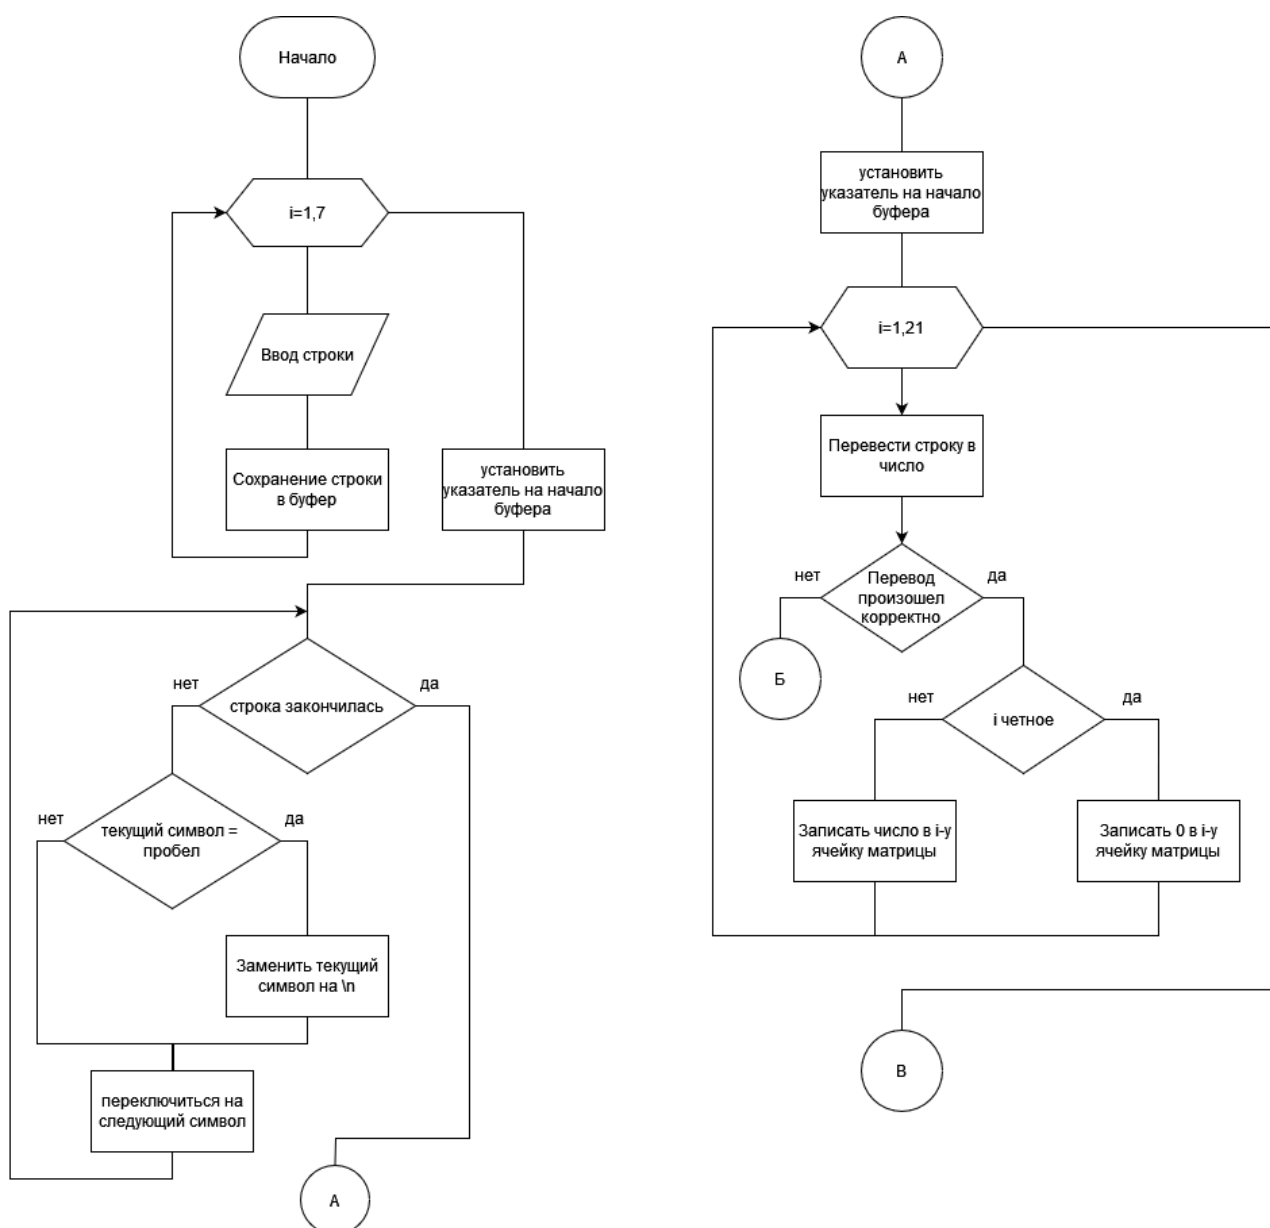 Начало
i=1,7
Ввод строки
Сохранение строки
в буфер
установить
указатель на начало
буфера
строка закончилась
нет
да
текущий символ =
пробел
нет
да
Заменить текущий
символ на \n
переключиться на
следующий символ
А
А
установить
указатель на начало
буфера
i=1,21
Перевести строку в
число
Перевод
произошел
корректно
нет
да
Б
i четное
нет
да
Записать число в i-у
ячейку матрицы
Записать 0 в i-у
ячейку матрицы
В